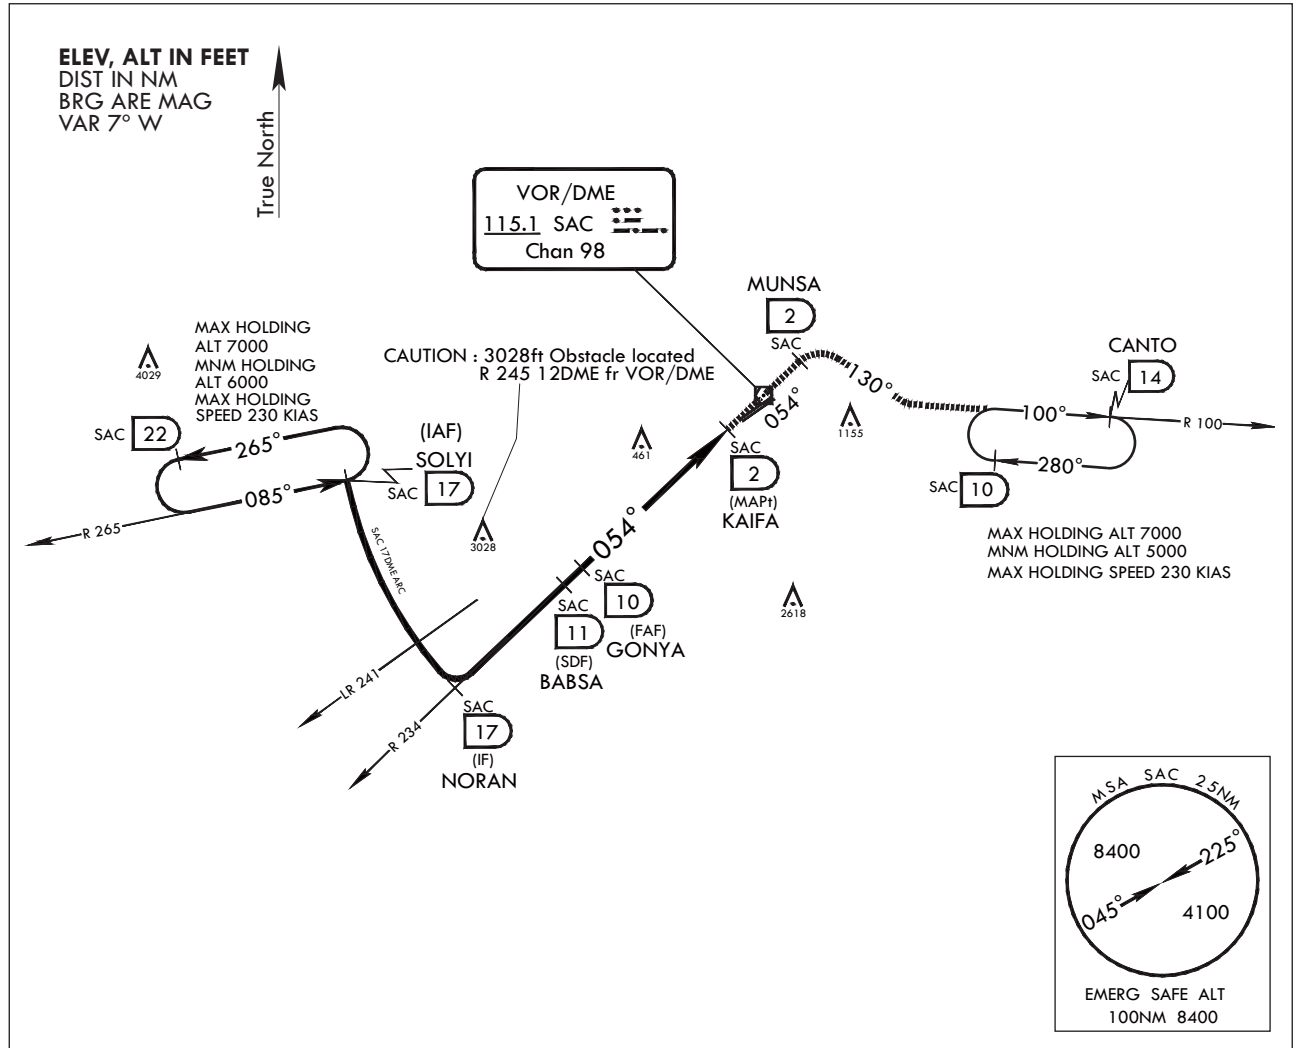 ELEV, ALT IN FEET
DIST IN NM
BRG ARE MAG
VAR 7° W
True North
VOR/DME
115.1 SAC
Chan 98
MUNSA
2
SAC
CANTO
SAC 14
MAX HOLDING
ALT 7000
MNM HOLDING
ALT 6000
MAX HOLDING
SPEED 230 KIAS
4029
CAUTION : 3028ft Obstacle located
R 245 12DME fr VOR/DME
130°
054°
1155
100°
R 100
280°
SAC 10
SAC 22
265°
085°
R 265
(IAF)
SOLYI
SAC 17
461
SAC
2
(MAPt)
KAIFA
3028
SAC 17DME ARC
054°
MAX HOLDING ALT 7000
MNM HOLDING ALT 5000
MAX HOLDING SPEED 230 KIAS
SAC
10
(FAF)
GONYA
SAC
11
(SDF)
BABSA
2618
LR 241
R 234
SAC
17
(IF)
NORAN
MSA SAC 25NM
8400
225°
045°
4100
EMERG SAFE ALT
100NM 8400